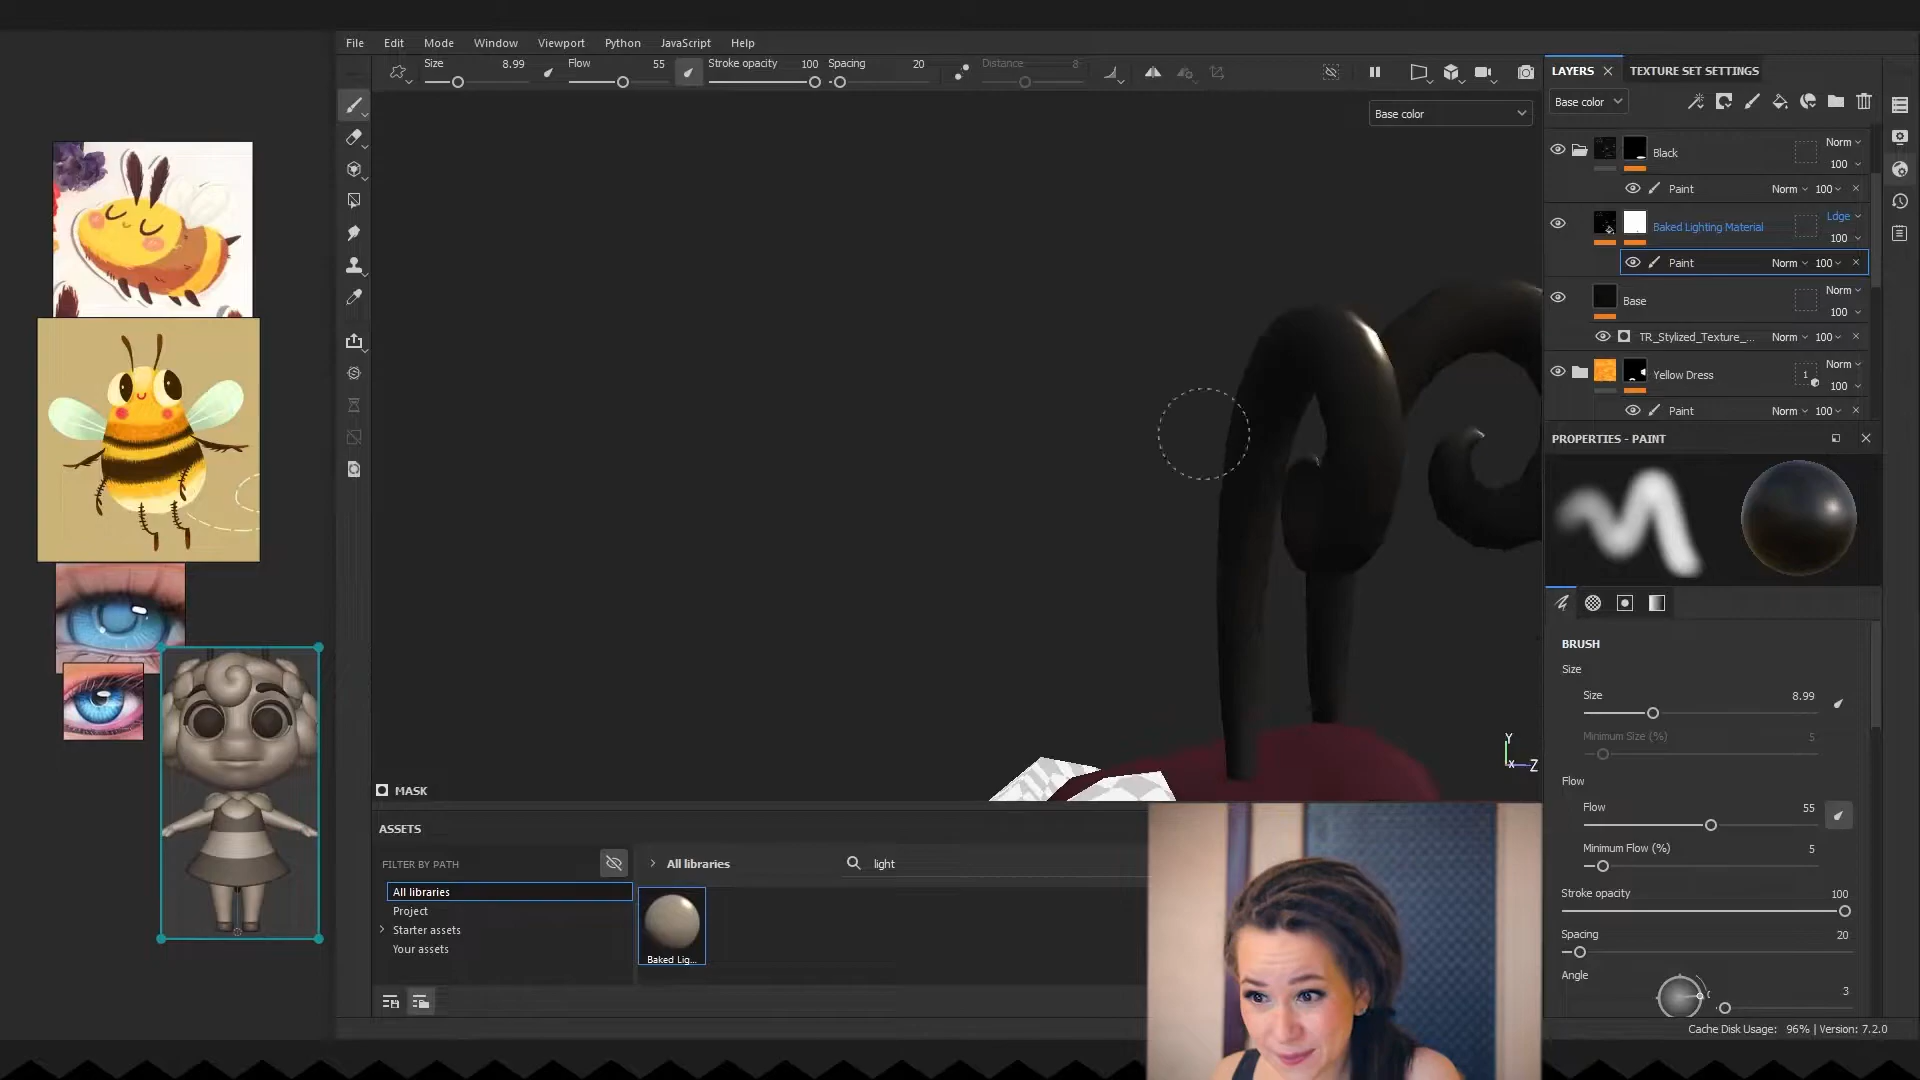 File Edit Mode Window Viewport Python JavaScript Help
Size 8.99 Flow 55 Stroke opacity 100 Spacing 20 Distance 8
Base color
MASK
Y
X
Z
ASSETS
FILTER BY PATH
All libraries
Project
Starter assets
Your assets
All libraries
light
Baked Lig...
LAYERS TEXTURE SET SETTINGS
Base color
Black Norm
100
Paint Norm 100
Baked Lighting Material Ldge
100
Paint Norm 100
Base Norm
100
TR_Stylized_Texture_... Norm 100
Yellow Dress 1 Norm
100
Paint Norm 100
PROPERTIES - PAINT
BRUSH
Size
Size 8.99
Minimum Size (%) 5
Flow
Flow 55
Minimum Flow (%) 5
Stroke opacity 100
Spacing 20
Angle
3
Cache Disk Usage: 96% | Version: 7.2.0